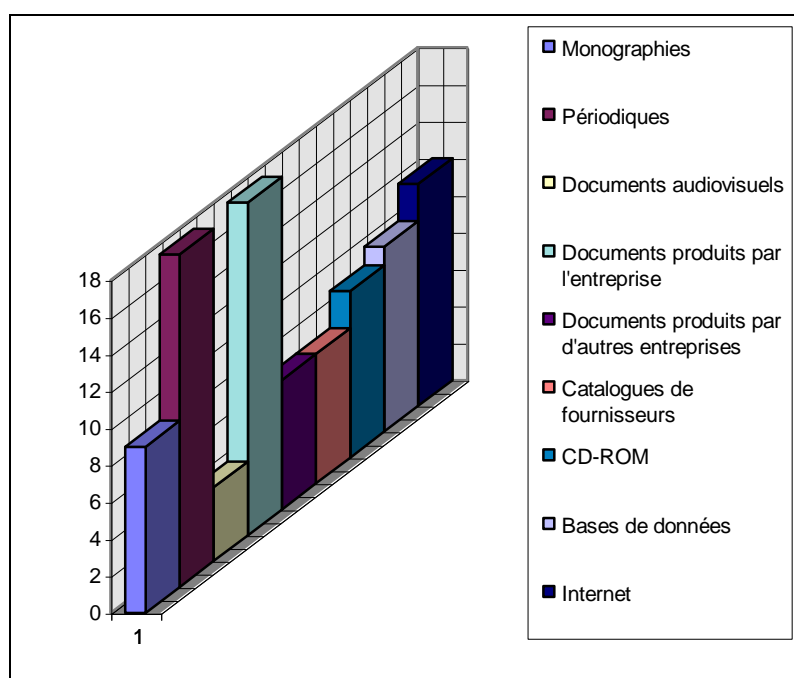 18
16
14
12
10
8
6
4
2
0
1
Monographies
Périodiques
Documents audiovisuels
Documents produits par
l'entreprise
Documents produits par
d'autres entreprises
Catalogues de
fournisseurs
CD-ROM
Bases de données
Internet